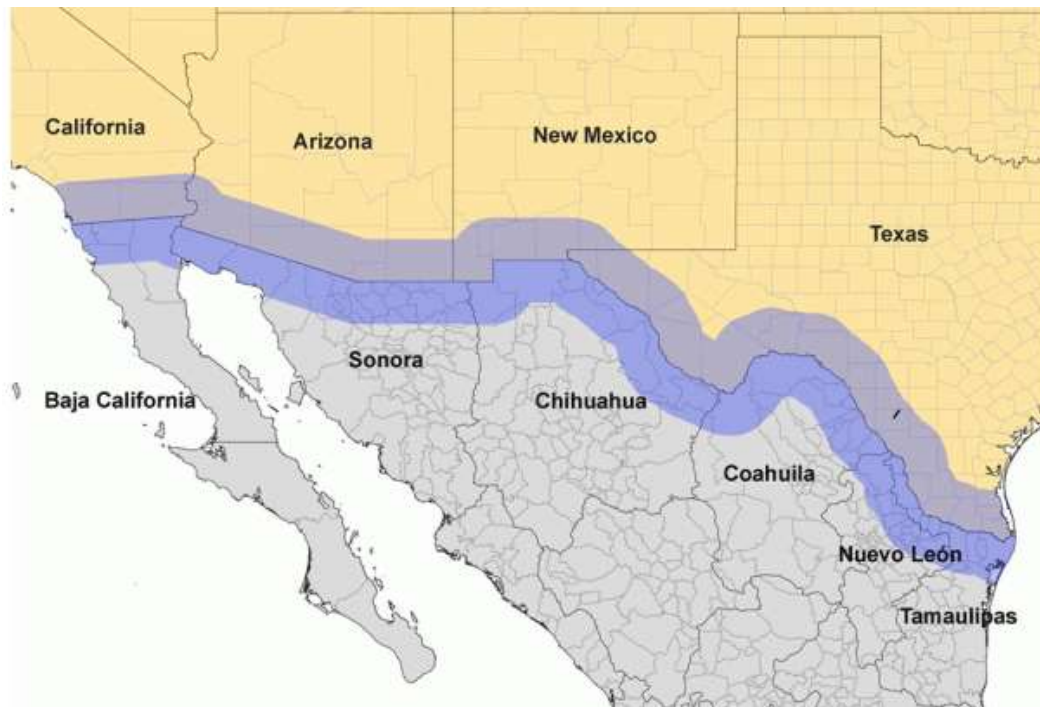 California
Arizona
New Mexico
Texas
Sonora
Baja California
Chihuahua
Coahuila
Nuevo León
Tamaulipas